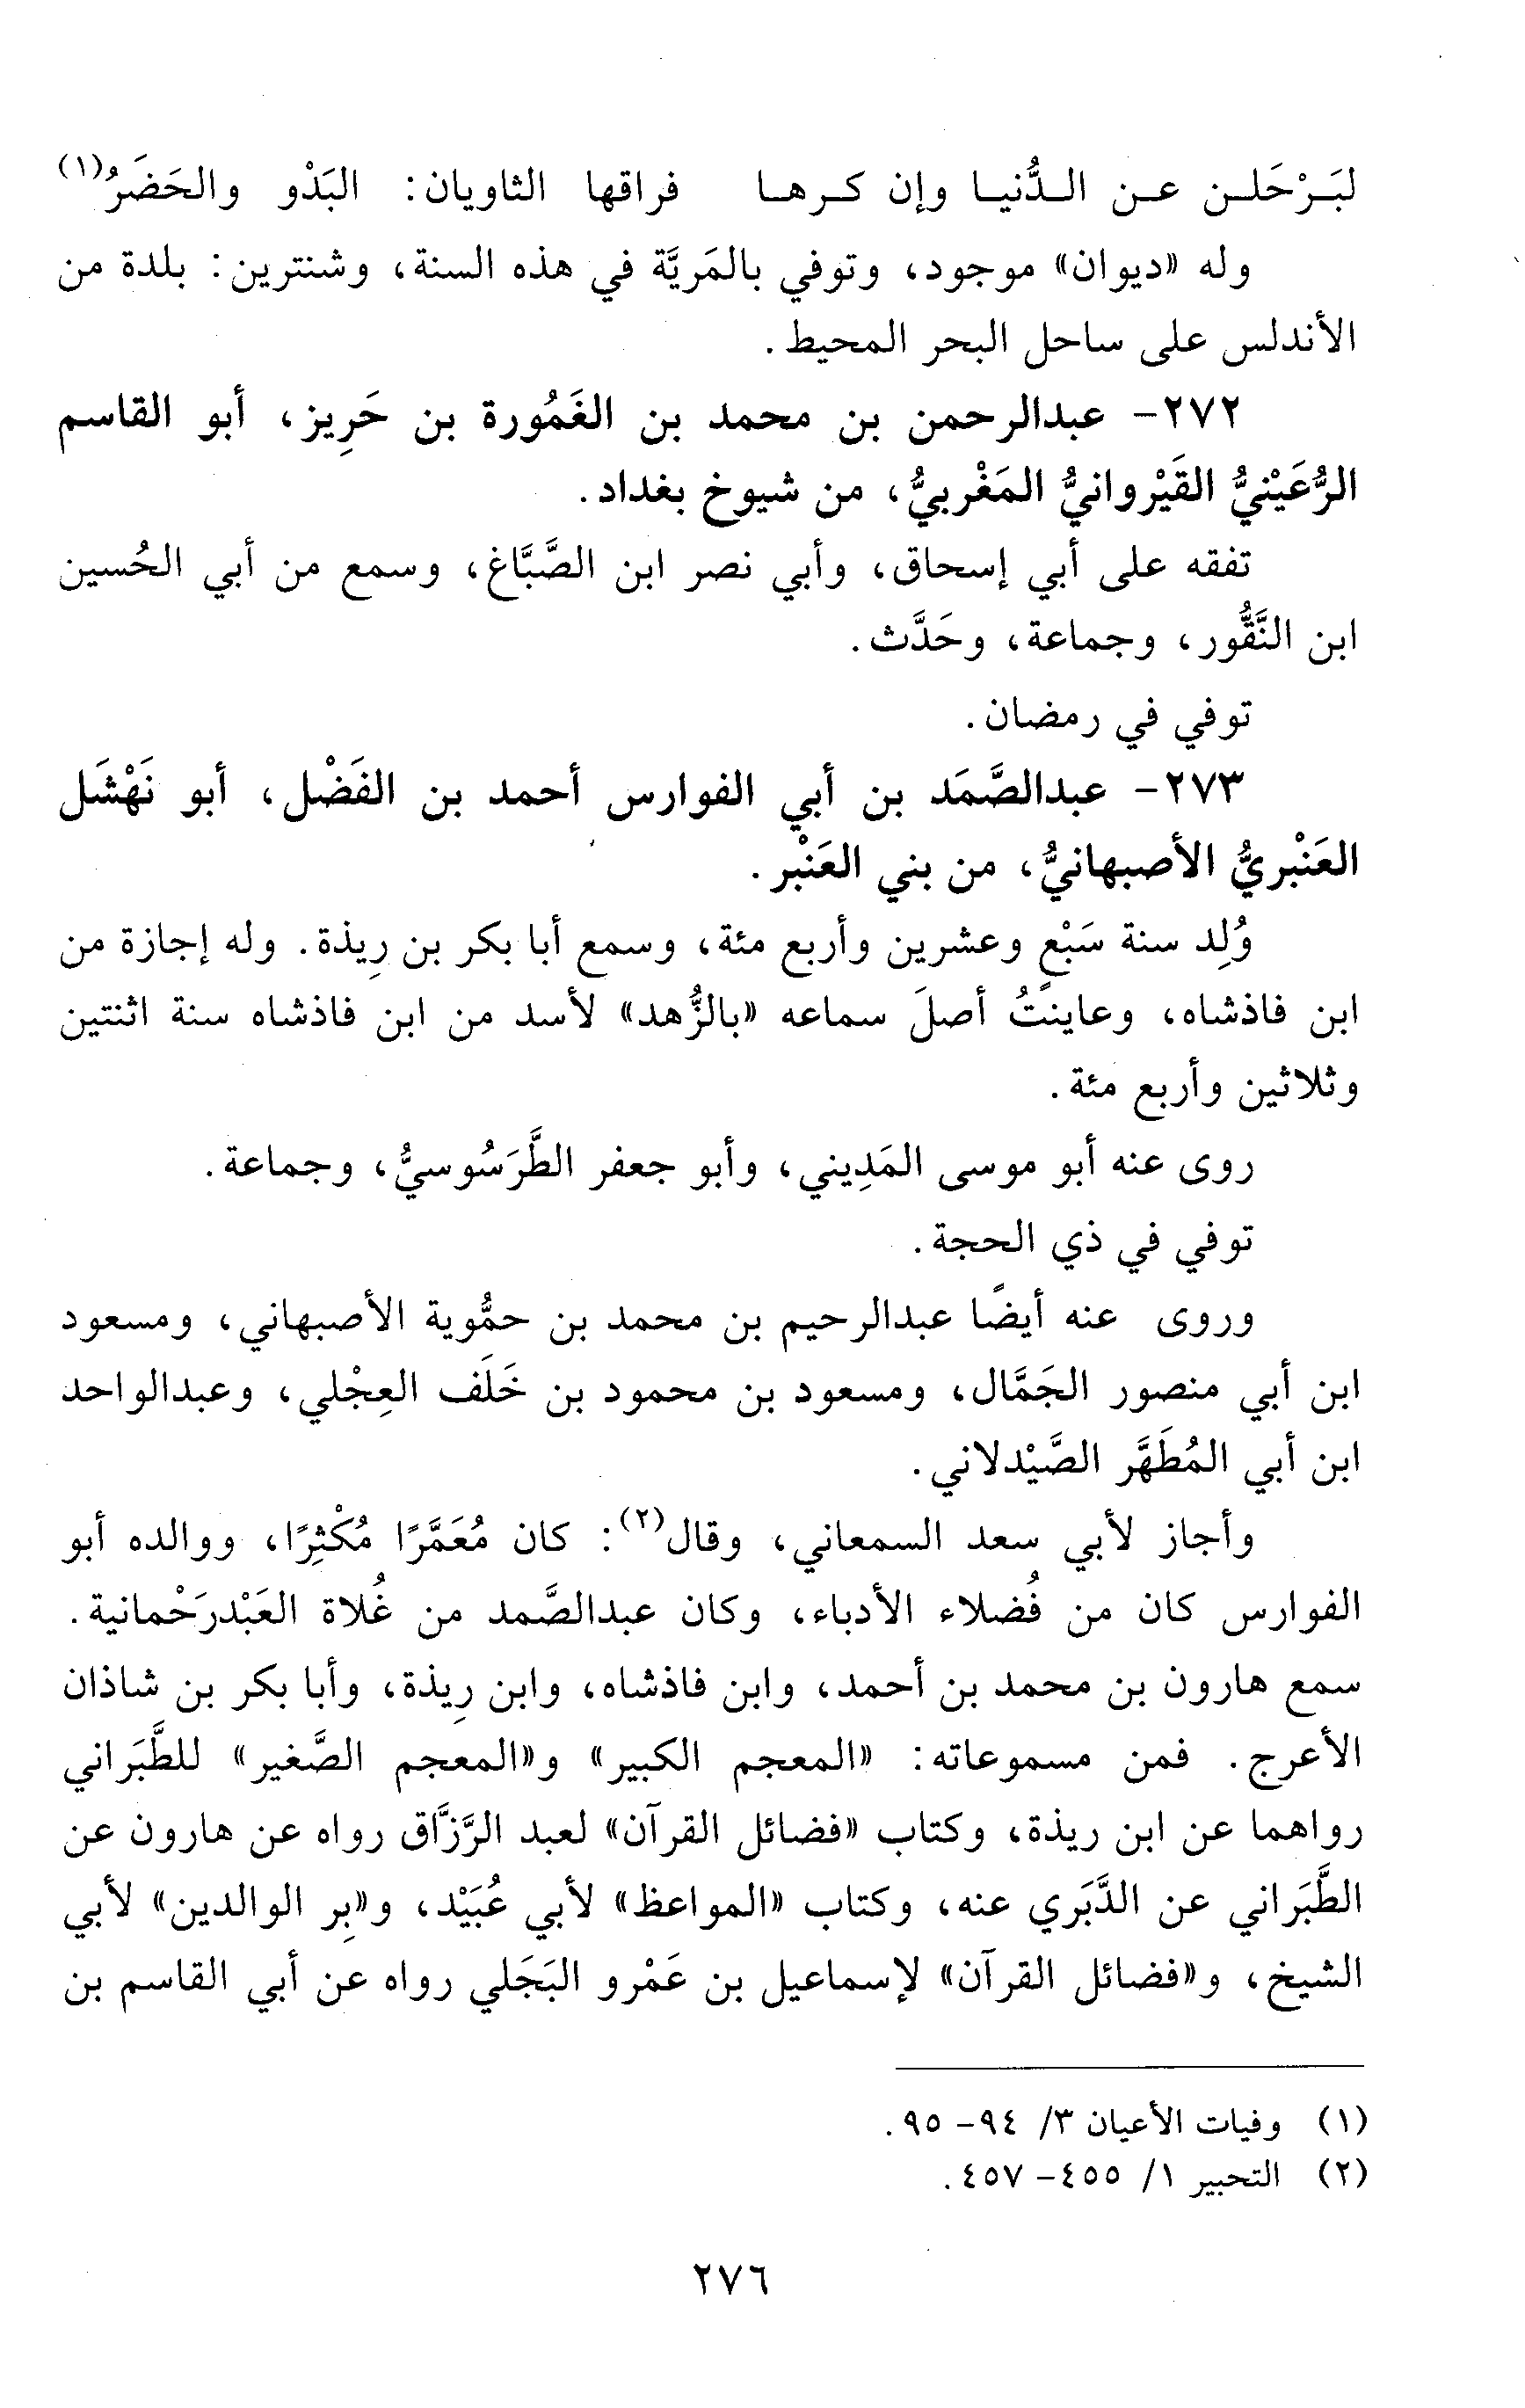 لبَـرْحَلـن عـن الـدُّنيـا وإن كـرهـا فراقها الثاويان: البَدْو والحَضَرُ(١)
وله «ديوان» موجود، وتوفي بالمَريَّة في هذه السنة، وشنترين: بلدة من
الأندلس على ساحل البحر المحيط.
٢٧٢- عبدالرحمن بن محمد بن الغَمُورة بن حَرِيز، أبو القاسم
الرُّعَيْنيُّ القَيْروانيُّ المَغْربيُّ، من شيوخ بغداد.
تفقه على أبي إسحاق، وأبي نصر ابن الصَّبَّاغ، وسمع من أبي الحُسين
ابن النَّقُّور، وجماعة، وحَدَّث.
توفي في رمضان.
٢٧٣- عبدالصَّمَد بن أبي الفوارس أحمد بن الفَضْل، أبو نَهْشَل
العَنْبريُّ الأصبهانيُّ، من بني العَنْبر.
وُلِد سنة سَبْعٍ وعشرين وأربع مئة، وسمع أبا بكر بن رِيذة. وله إجازة من
ابن فاذشاه، وعاينتُ أصلَ سماعه «بالزُّهد» لأسد من ابن فاذشاه سنة اثنتين
وثلاثين وأربع مئة.
روى عنه أبو موسى المَدِيني، وأبو جعفر الطَّرَسُوسيُّ، وجماعة.
توفي في ذي الحجة.
وروى عنه أيضًا عبدالرحيم بن محمد بن حمُّوية الأصبهاني، ومسعود
ابن أبي منصور الجَمَّال، ومسعود بن محمود بن خَلَف العِجْلي، وعبدالواحد
ابن أبي المُطَهَّر الصَّيْدلاني.
وأجاز لأبي سعد السمعاني، وقال(٢): كان مُعَمَّرًا مُكْثِرًا، ووالده أبو
الفوارس كان من فُضلاء الأدباء، وكان عبدالصَّمد من غُلاة العَبْدرَحْمانية.
سمع هارون بن محمد بن أحمد، وابن فاذشاه، وابن رِيذة، وأبا بكر بن شاذان
الأعرج. فمن مسموعاته: «المعجم الكبير» و«المعجم الصَّغير» للطَّبَراني
رواهما عن ابن ريذة، وكتاب «فضائل القرآن» لعبد الرَّزَّاق رواه عن هارون عن
الطَّبَراني عن الدَّبَري عنه، وكتاب «المواعظ» لأبي عُبَيْد، و«بِر الوالدين» لأبي
الشيخ، و«فضائل القرآن» لإسماعيل بن عَمْرو البَجَلي رواه عن أبي القاسم بن
(١) وفيات الأعيان ٣/ ٩٤- ٩٥.
(٢) التحبير ١/ ٤٥٥- ٤٥٧.
٢٧٦